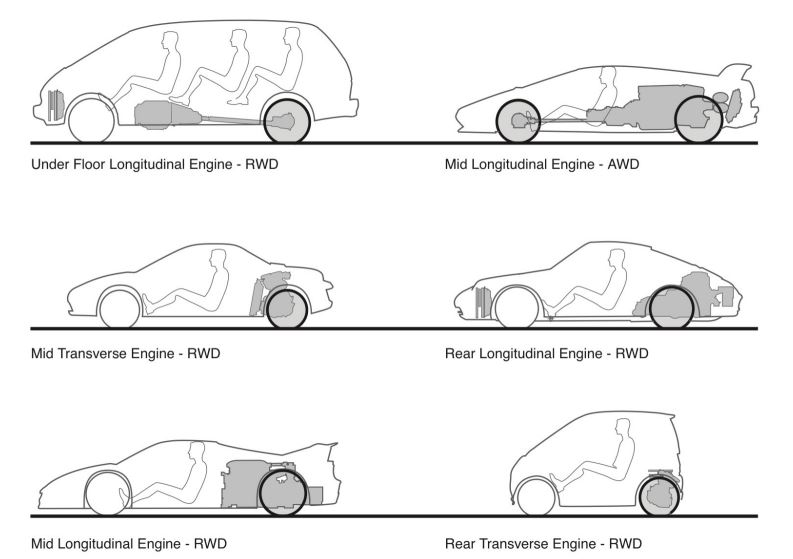 Under Floor Longitudinal Engine - RWD
Mid Longitudinal Engine - AWD
Mid Transverse Engine - RWD
Rear Longitudinal Engine - RWD
Mid Longitudinal Engine - RWD
Rear Transverse Engine - RWD